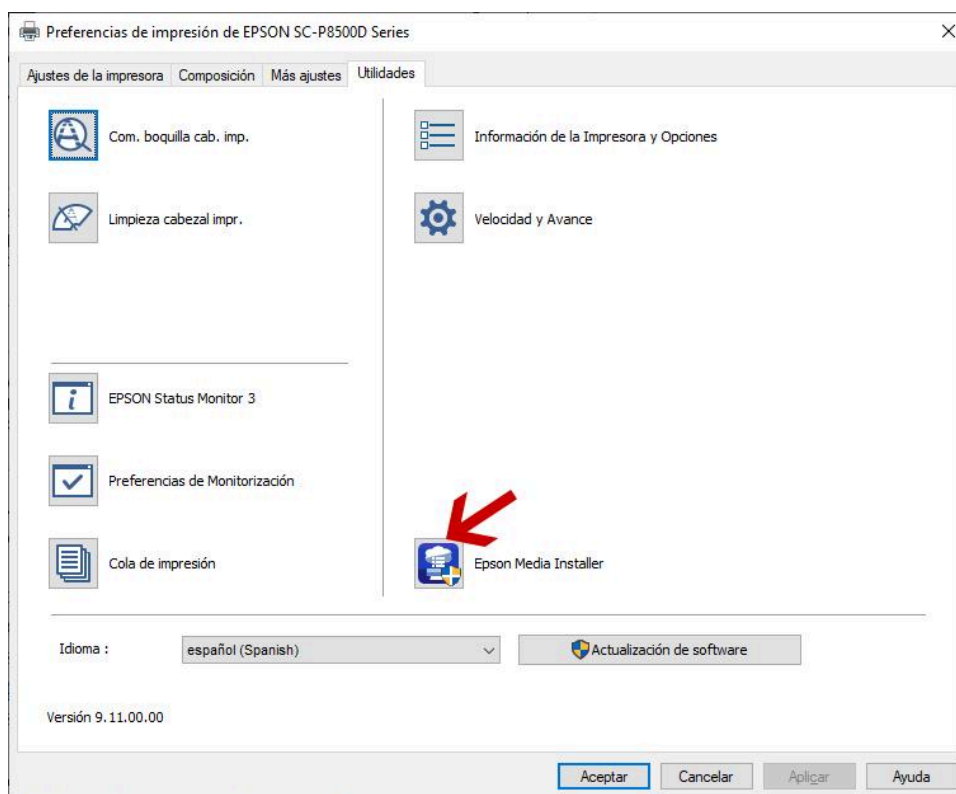 Preferencias de impresión de EPSON SC-P8500D Series
Ajustes de la impresora
Composición
Más ajustes
Utilidades
Com. boquilla cab. imp.
Limpieza cabezal impr.
EPSON Status Monitor 3
Preferencias de Monitorización
Cola de impresión
Información de la Impresora y Opciones
Velocidad y Avance
Epson Media Installer
Idioma :
español (Spanish)
Actualización de software
Versión 9.11.00.00
Aceptar
Cancelar
Aplicar
Ayuda